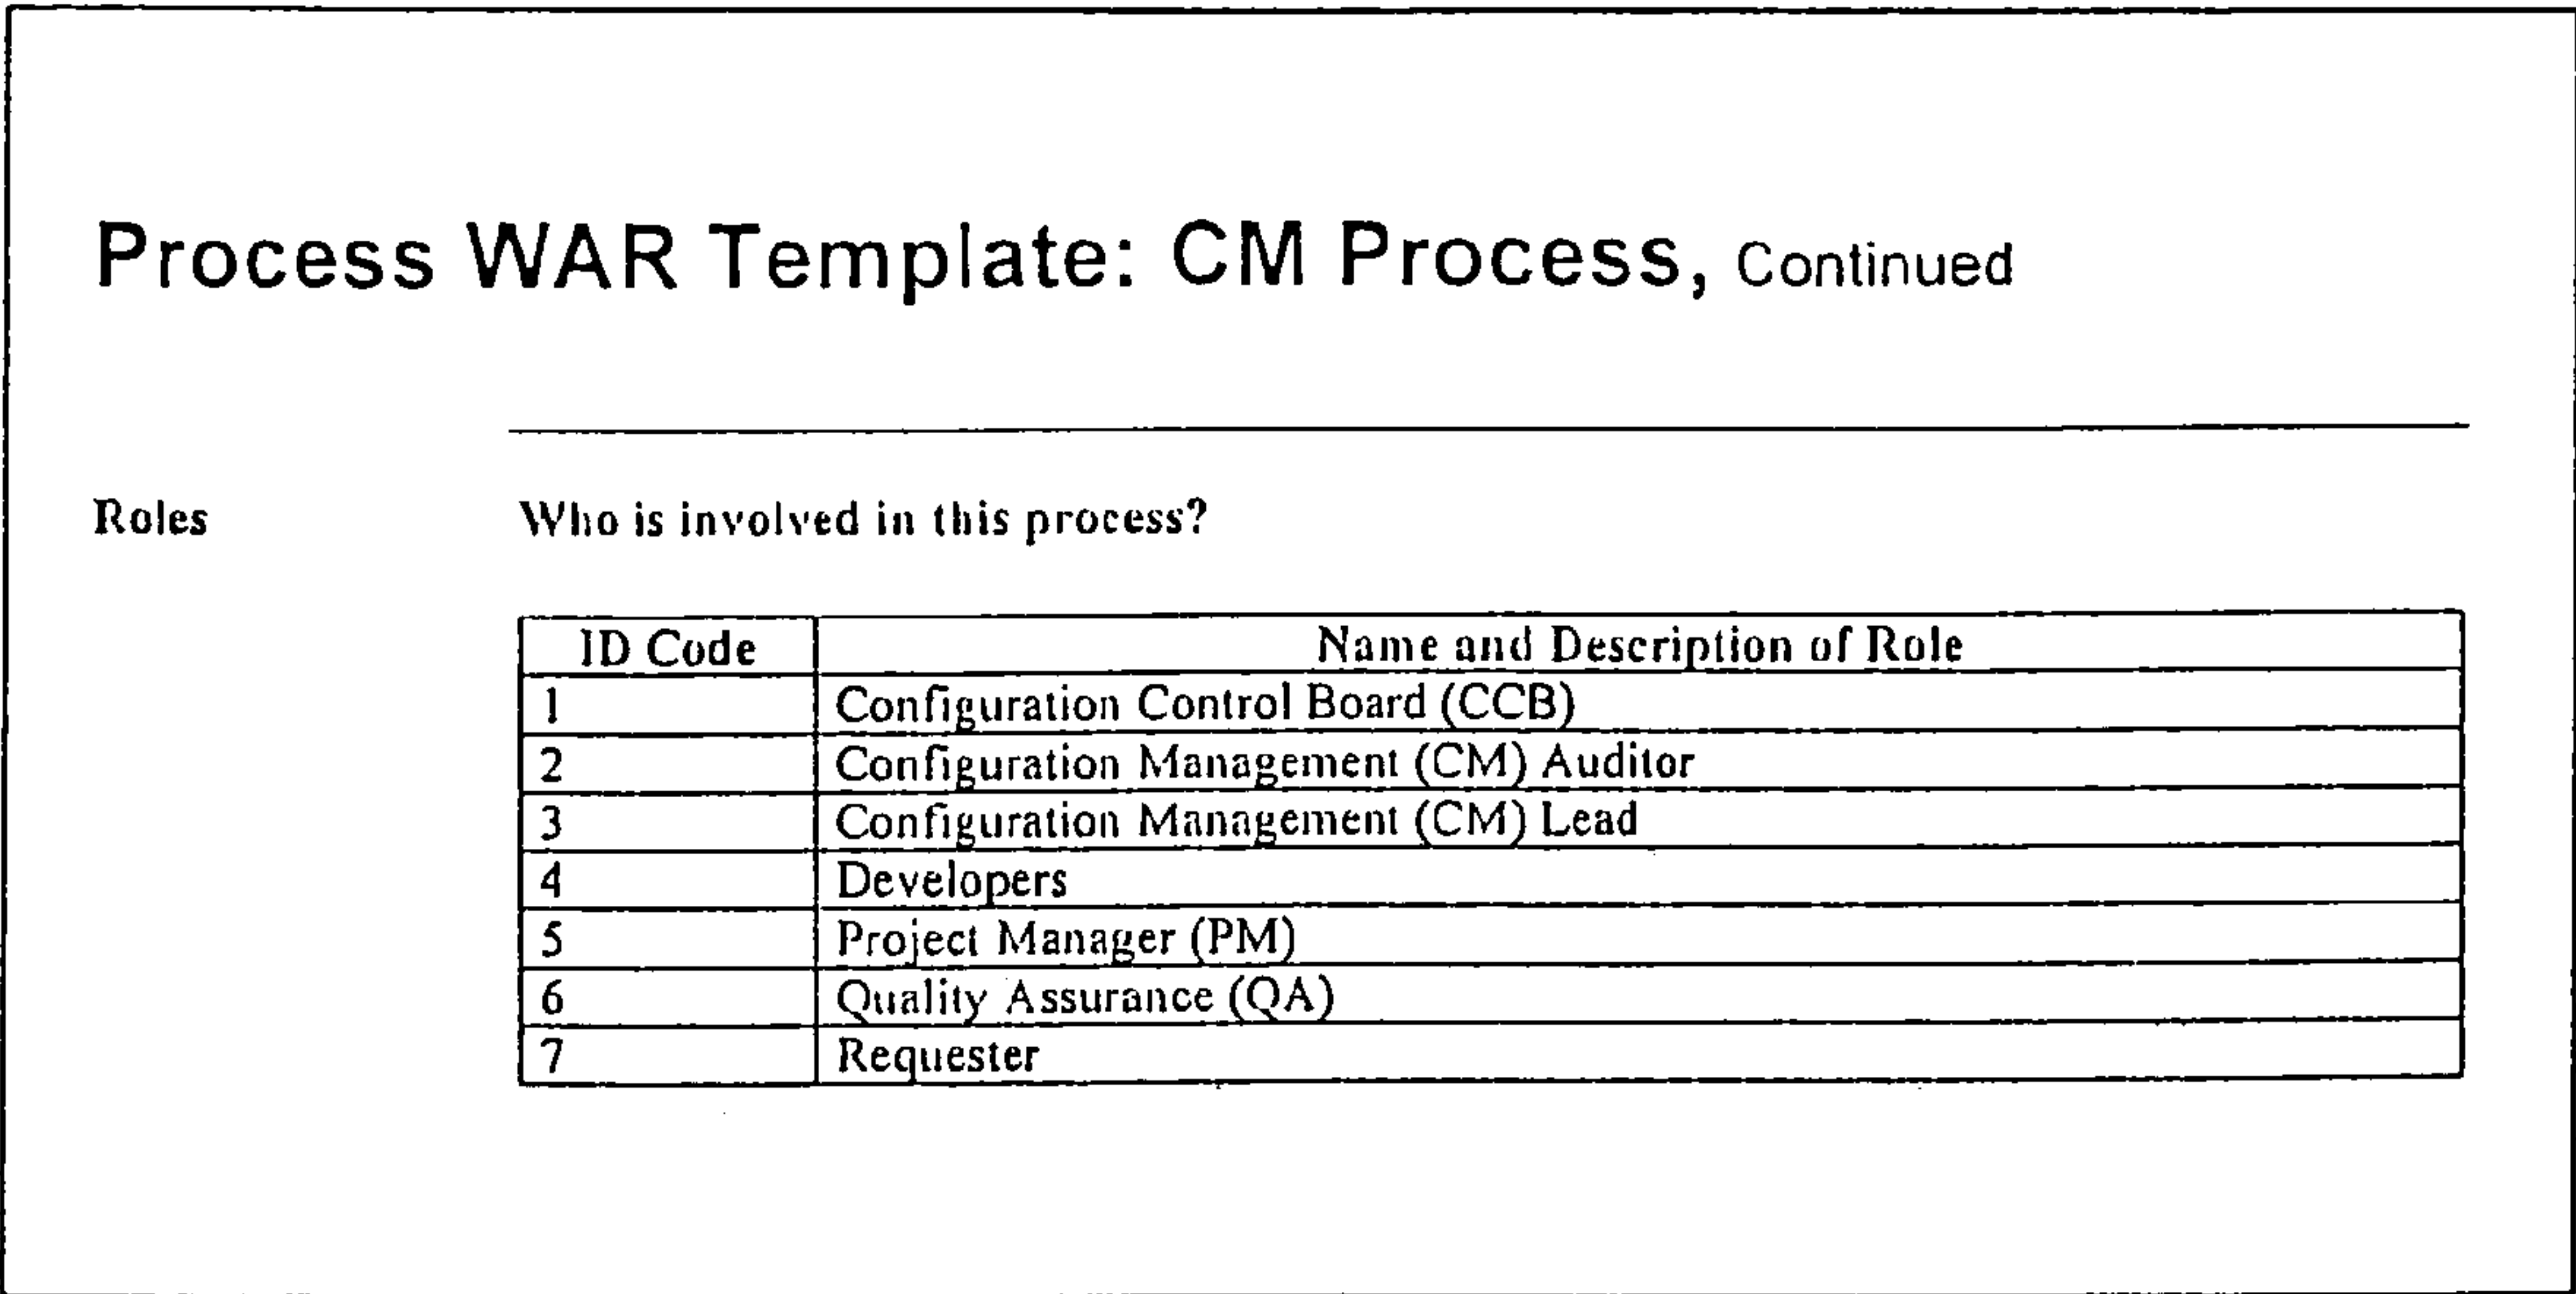 Process WAR Template: CM Process, Continued
Roles
Who is involved in this process?
ID Code Name and Description of Role
1 Configuration Control Board (CCB)
2 Configuration Management (CM) Auditor
3 Configuration Management (CM) Lead
4 Developers
5 Project Manager (PM)
6 Quality Assurance (QA)
7 Requester